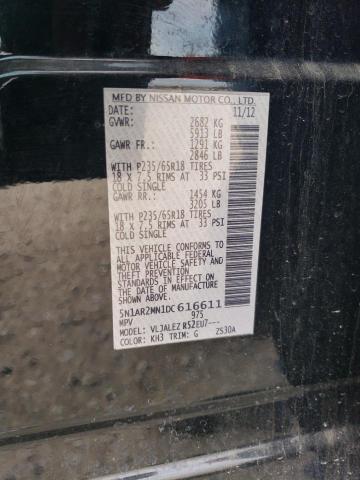 MFD BY NISSAN MOTOR CO., LTD.
DATE: 11/12
GVWR: 2682 KG
5913 LB
GAWR FR.: 1291 KG
2846 LB
WITH P235/65R18 TIRES
18 X 7.5 RIMS AT 33 PSI
COLD SINGLE
GAWR RR.: 1454 KG
3205 LB
WITH P235/65R18 TIRES
18 X 7.5 RIMS AT 33 PSI
COLD SINGLE
THIS VEHICLE CONFORMS TO
ALL APPLICABLE FEDERAL
MOTOR VEHICLE SAFETY AND
THEFT PREVENTION
STANDARDS IN EFFECT ON THE
DATE OF MANUFACTURE
SHOWN ABOVE.
5N1AR2MN1DC616611
MPV 975
MODEL: VLJALEZ RS2EU7---
COLOR: KH3 TRIM: G ZS30A